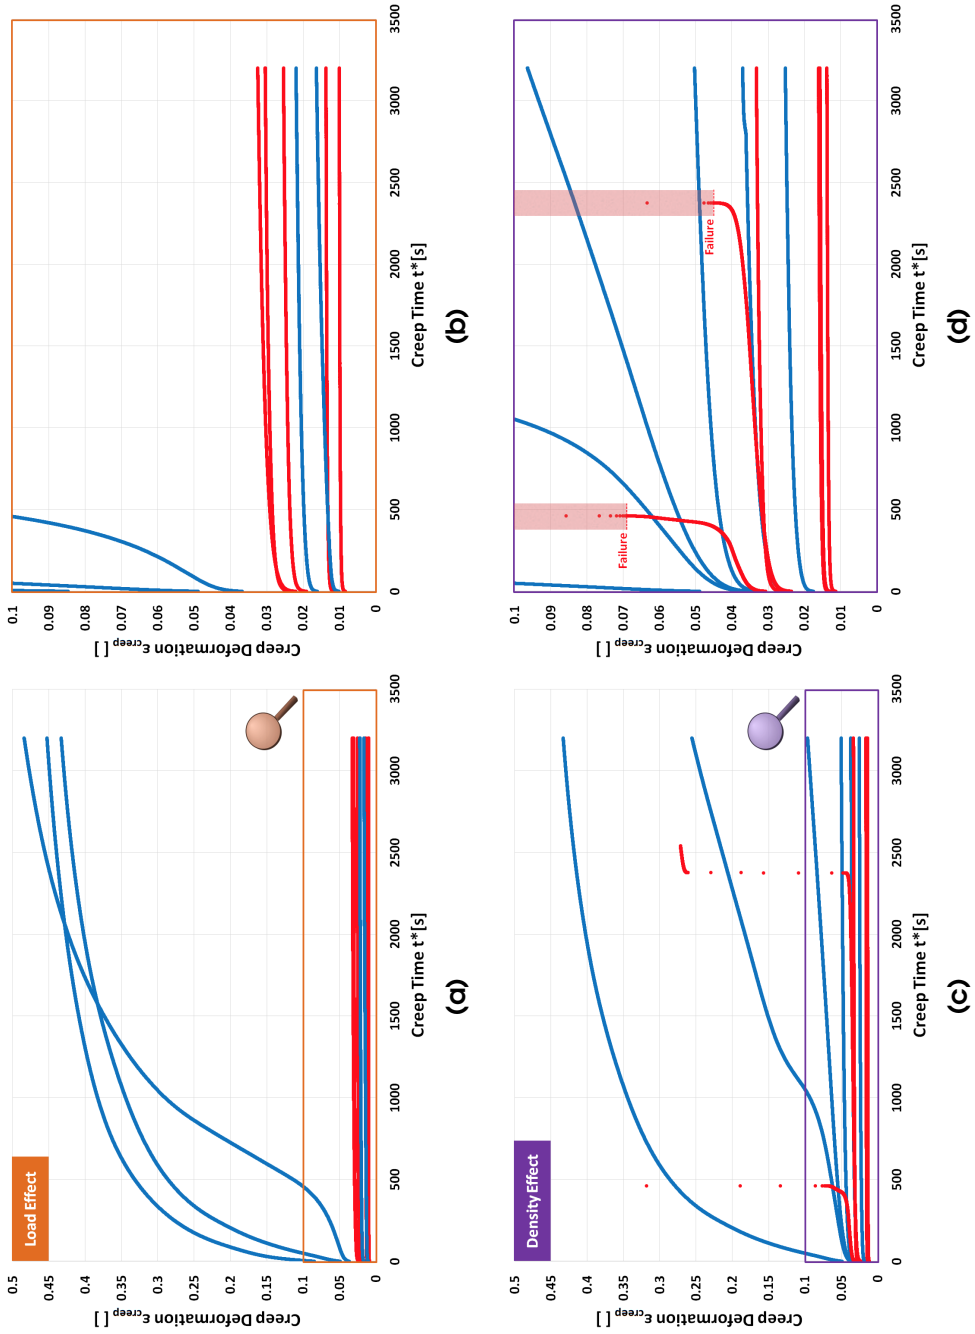 Load Effect
Creep Deformation ε_creep [ ]
0.5
0.45
0.4
0.35
0.3
0.25
0.2
0.15
0.1
0.05
0
0 500 1000 1500 2000 2500 3000 3500
Creep Time t*[s]
(a)
Creep Deformation ε_creep [ ]
0.1
0.09
0.08
0.07
0.06
0.05
0.04
0.03
0.02
0.01
0
0 500 1000 1500 2000 2500 3000 3500
Creep Time t*[s]
(b)
Density Effect
Creep Deformation ε_creep [ ]
0.5
0.45
0.4
0.35
0.3
0.25
0.2
0.15
0.1
0.05
0
0 500 1000 1500 2000 2500 3000 3500
Creep Time t*[s]
(c)
Creep Deformation ε_creep [ ]
0.1
0.09
0.08
0.07
0.06
0.05
0.04
0.03
0.02
0.01
0
Failure
Failure
0 500 1000 1500 2000 2500 3000 3500
Creep Time t*[s]
(d)